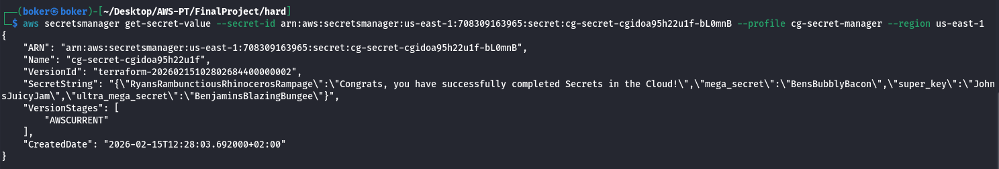 (boker㉿boker)-[~/Desktop/AWS-PT/FinalProject/hard]
$ aws secretsmanager get-secret-value --secret-id arn:aws:secretsmanager:us-east-1:708309163965:secret:cg-secret-cgidoa95h22u1f-bL0mnB --profile cg-secret-manager --region us-east-1
{
    "ARN": "arn:aws:secretsmanager:us-east-1:708309163965:secret:cg-secret-cgidoa95h22u1f-bL0mnB",
    "Name": "cg-secret-cgidoa95h22u1f",
    "VersionId": "terraform-20260215102802684400000002",
    "SecretString": "{\"RyansRambunctiousRhinocerosRampage\":\"Congrats, you have successfully completed Secrets in the Cloud!\",\"mega_secret\":\"BensBubblyBacon\",\"super_key\":\"John
sJuicyJam\",\"ultra_mega_secret\":\"BenjaminsBlazingBungee\"}",
    "VersionStages": [
        "AWSCURRENT"
    ],
    "CreatedDate": "2026-02-15T12:28:03.692000+02:00"
}